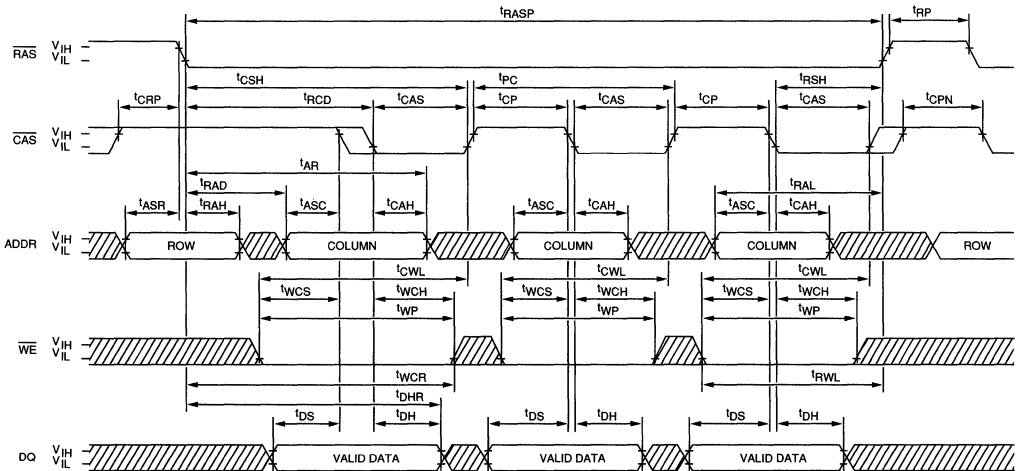 tRASP
tRP
RAS VIH
VIL
tCSH
tPC
tRSH
tCRP
tRCD
tCAS
tCP
tCAS
tCP
tCAS
tCPN
CAS VIH
VIL
tAR
tRAD
tRAL
tASR
tRAH
tASC
tCAH
tASC
tCAH
tASC
tCAH
ADDR VIH
VIL
ROW
COLUMN
COLUMN
COLUMN
ROW
tCWL
tCWL
tCWL
tWCS
tWCH
tWCS
tWCH
tWCS
tWCH
tWP
tWP
tWP
WE VIH
VIL
tWCR
tRWL
tDHR
tDS
tDH
tDS
tDH
tDS
tDH
DQ VIH
VIL
VALID DATA
VALID DATA
VALID DATA